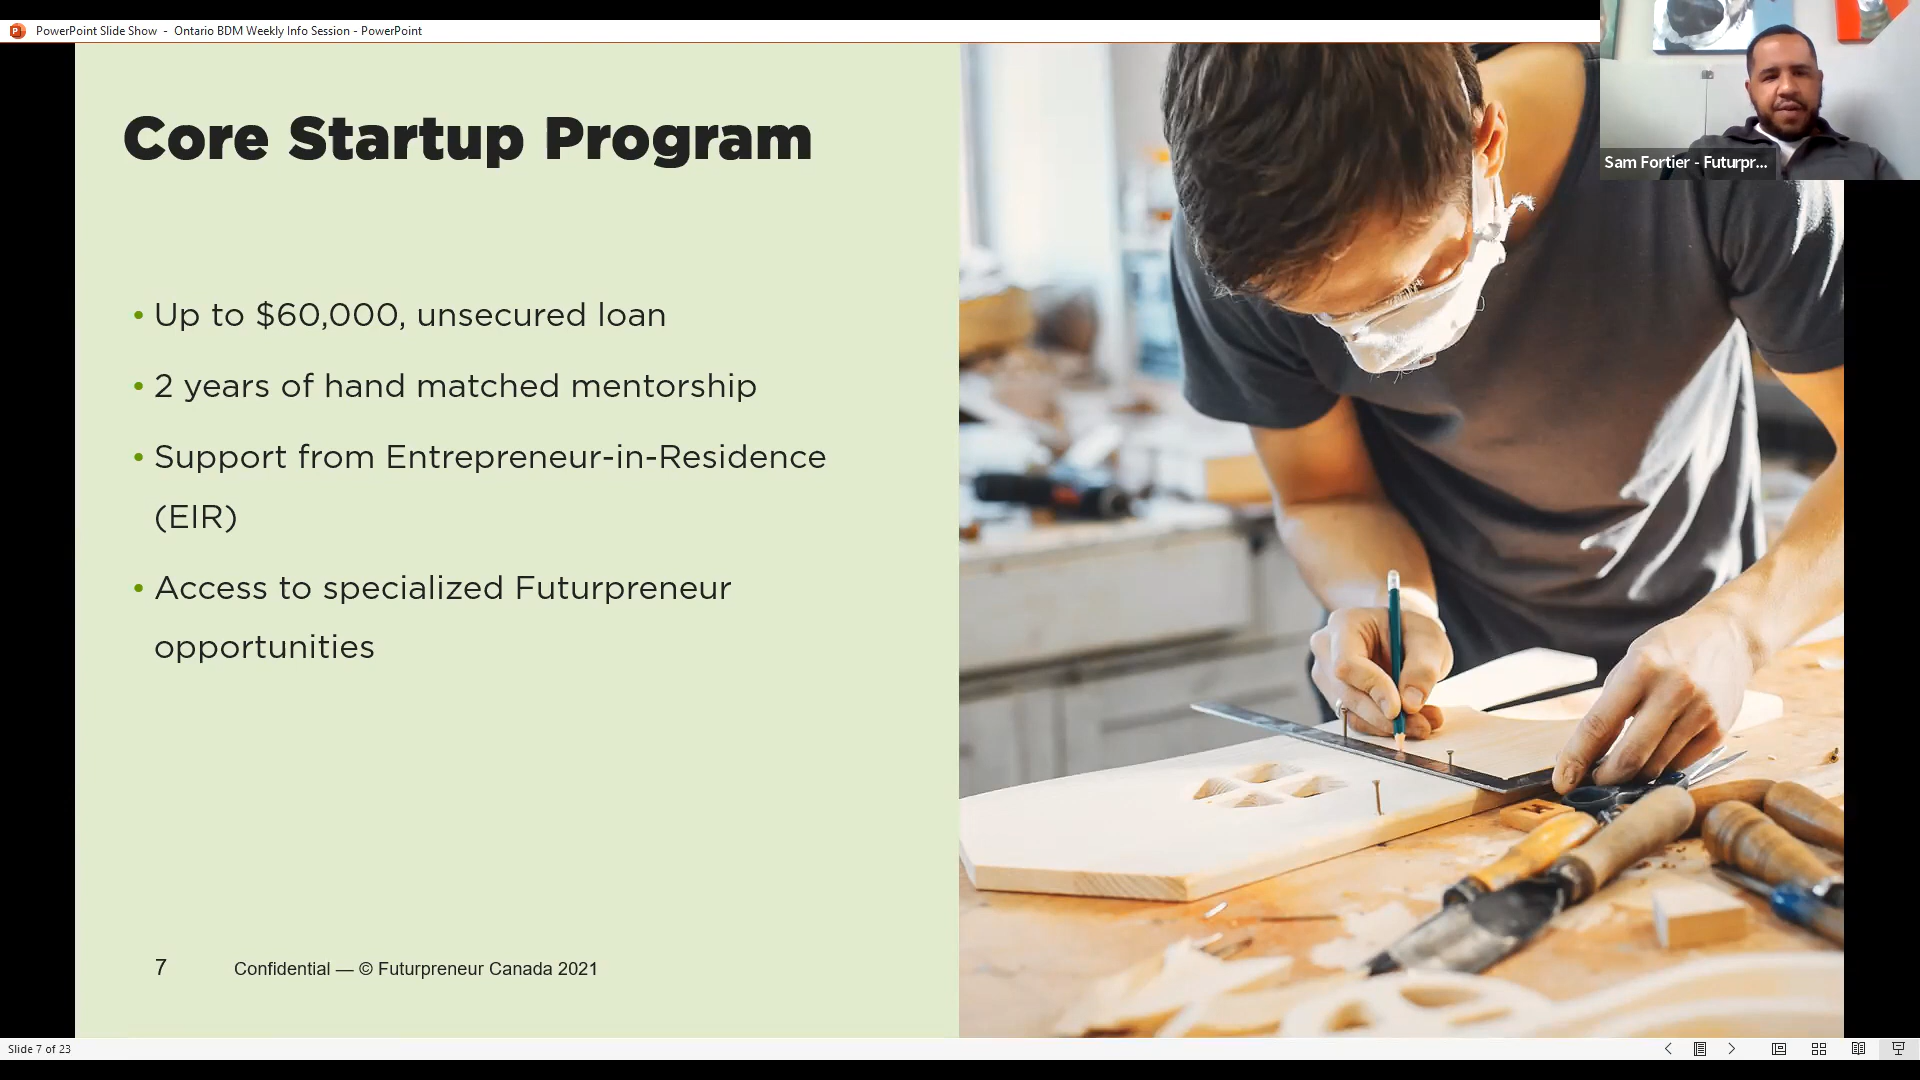 PowerPoint Slide Show - Ontario BDM Weekly Info Session - PowerPoint
Sam Fortier - Futurpr...
Core Startup Program
• Up to $60,000, unsecured loan
• 2 years of hand matched mentorship
• Support from Entrepreneur-in-Residence
(EIR)
• Access to specialized Futurpreneur
opportunities
7
Confidential — © Futurpreneur Canada 2021
Slide 7 of 23